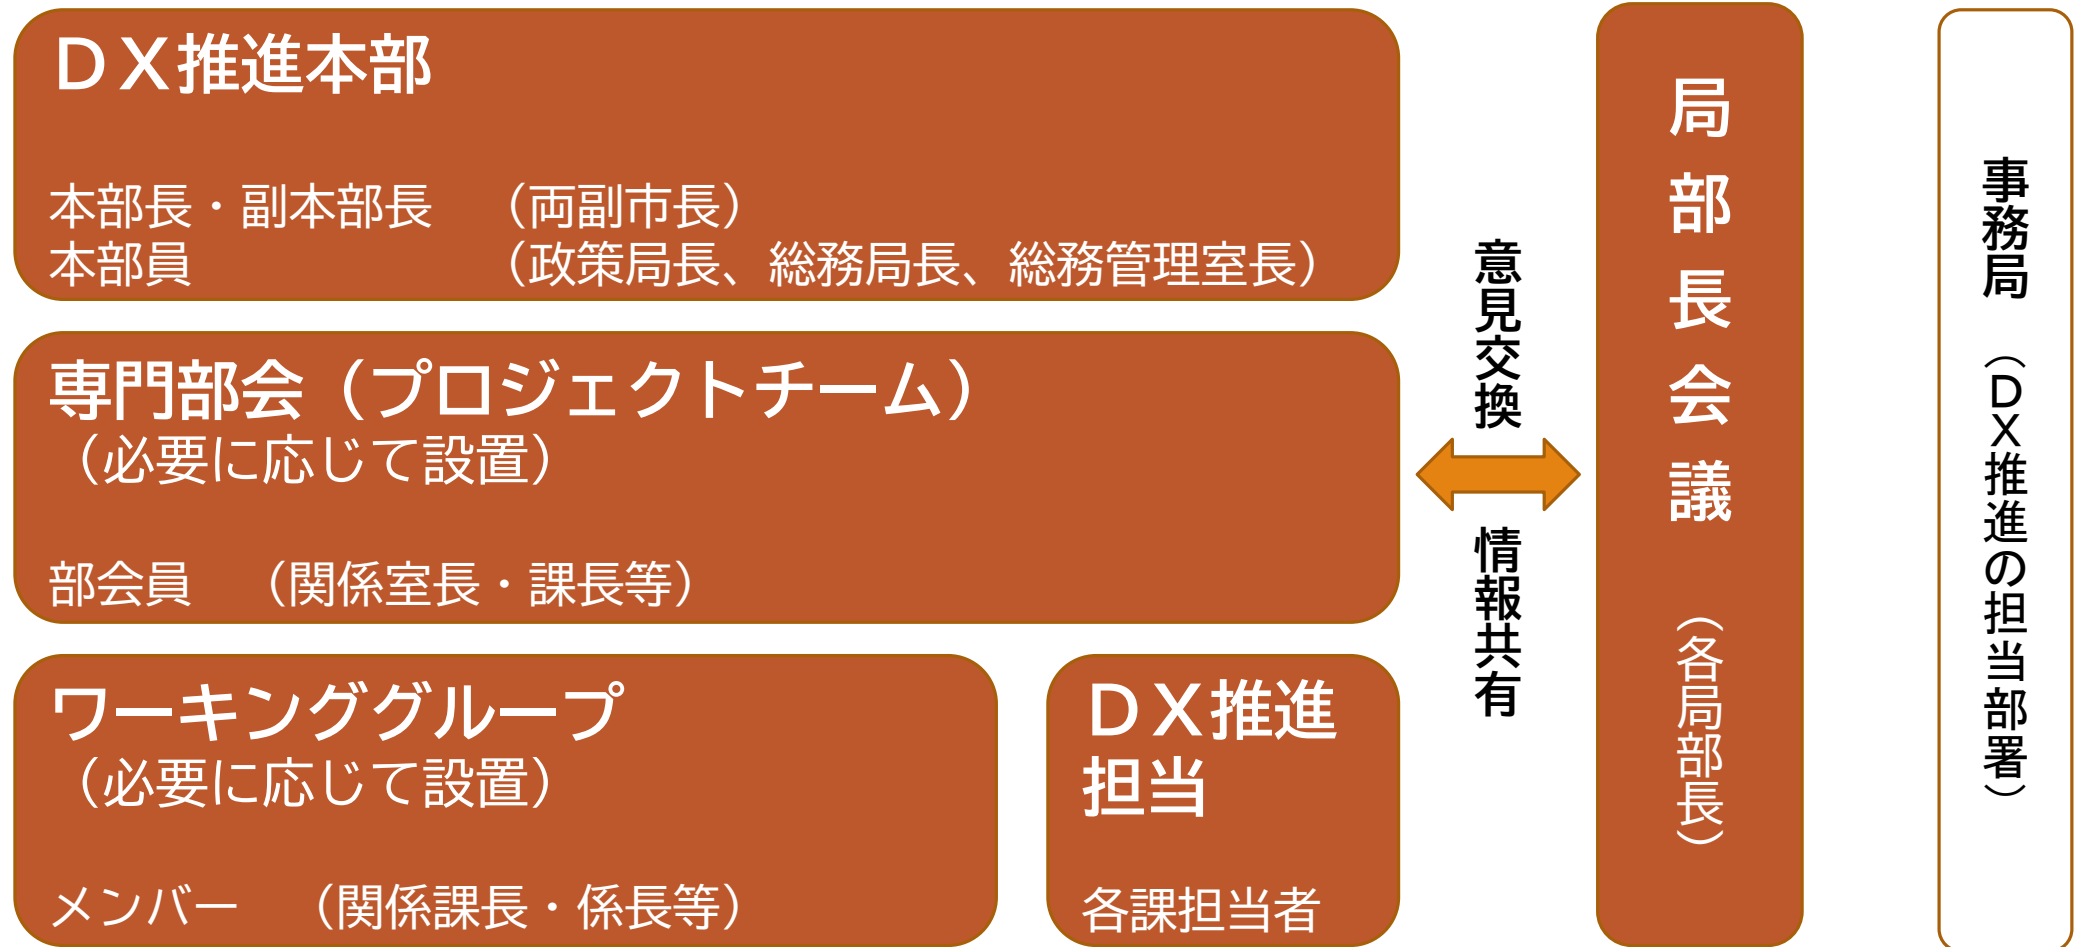 ＤＸ推進本部
本部長・副本部長　（両副市長）
本部員　（政策局長、総務局長、総務管理室長）
専門部会（プロジェクトチーム）
（必要に応じて設置）
部会員　（関係室長・課長等）
ワーキンググループ
（必要に応じて設置）
メンバー　（関係課長・係長等）
ＤＸ推進
担当
各課担当者
意見交換
情報共有
局部長会議　（各局部長）
事務局　（ＤＸ推進の担当部署）